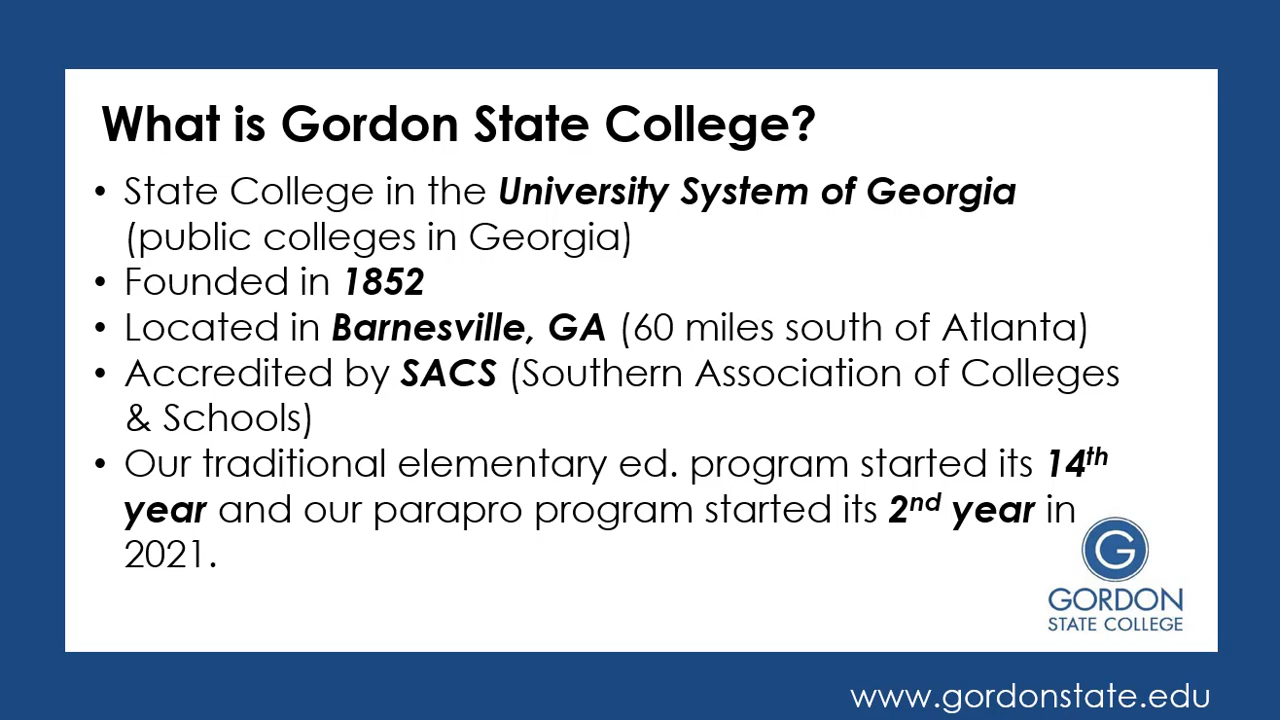 What is Gordon State College?
• State College in the University System of Georgia
(public colleges in Georgia)
• Founded in 1852
• Located in Barnesville, GA (60 miles south of Atlanta)
• Accredited by SACS (Southern Association of Colleges
& Schools)
• Our traditional elementary ed. program started its 14th
year and our parapro program started its 2nd year in
2021.
G
GORDON
STATE COLLEGE
www.gordonstate.edu